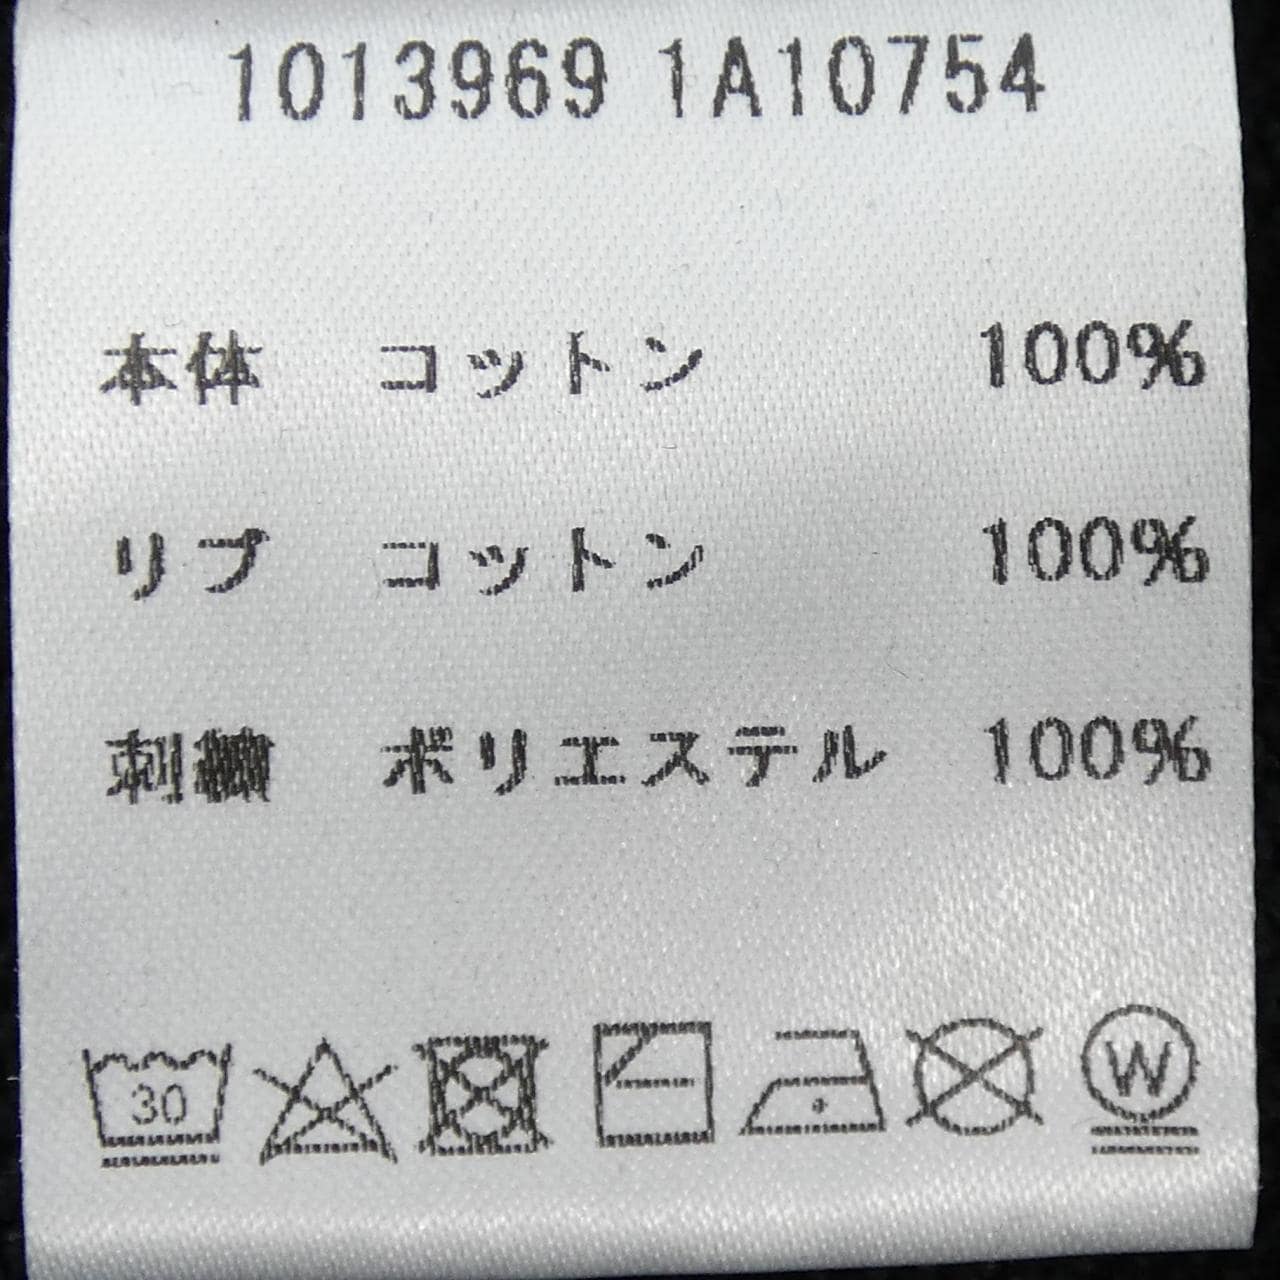 1013969 1A10754
本体 コットン 100%
リブ コットン 100%
刺繍 ポリエステル 100%
30 W